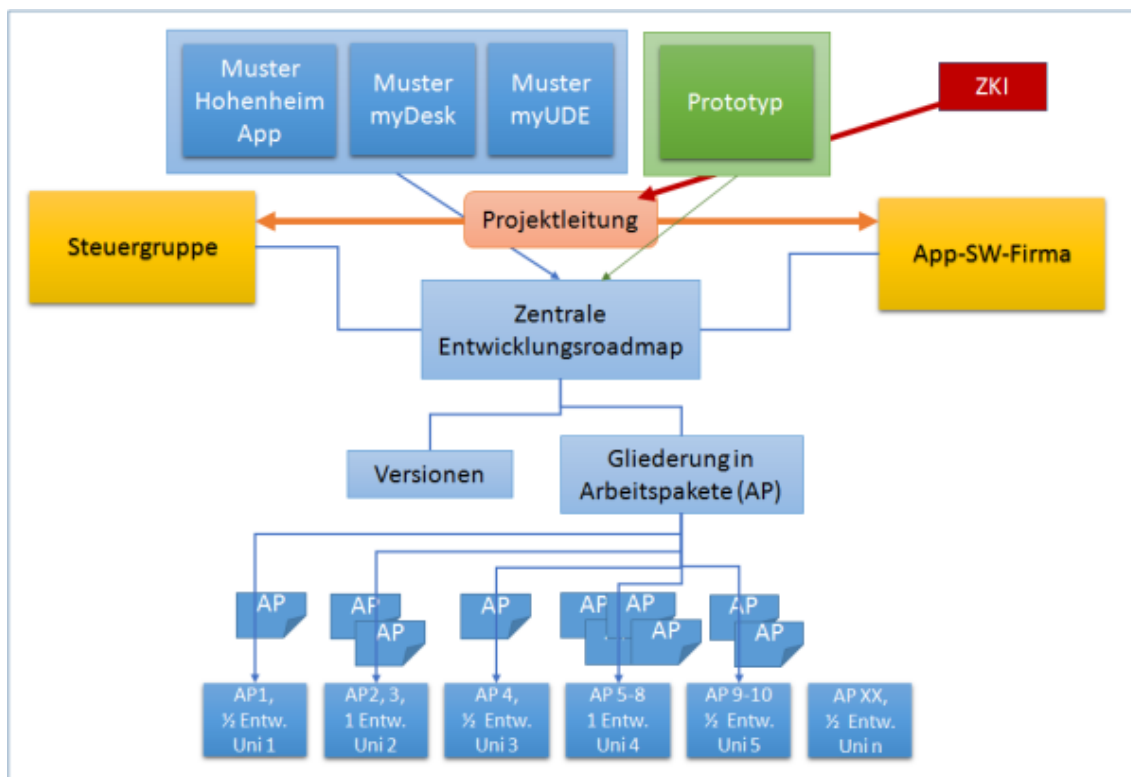 Muster
Hohenheim
App
Muster
myDesk
Muster
myUDE
Prototyp
ZKI
Projektleitung
Steuergruppe
App-SW-Firma
Zentrale
Entwicklungsroadmap
Versionen
Gliederung in
Arbeitspakete (AP)
AP
AP
AP
AP
AP
AP
AP
AP
AP
AP1,
½ Entw.
Uni 1
AP2, 3,
1 Entw.
Uni 2
AP 4,
½ Entw.
Uni 3
AP 5-8
1 Entw.
Uni 4
AP 9-10
½ Entw.
Uni 5
AP XX,
½ Entw.
Uni n